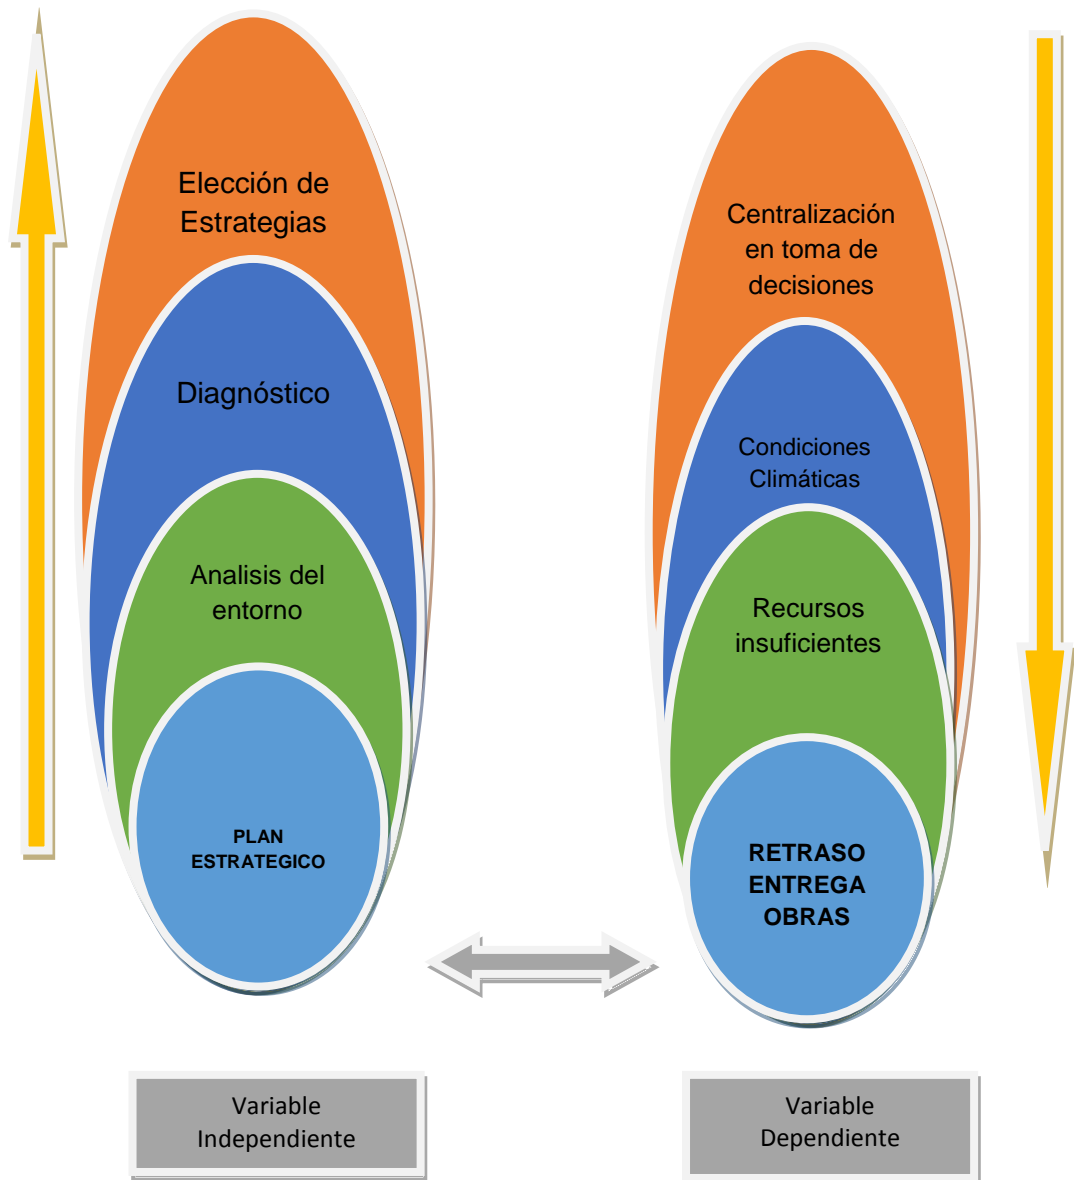 Elección de
Estrategias
Diagnóstico
Analisis del
entorno
PLAN
ESTRATEGICO
Centralización
en toma de
decisiones
Condiciones
Climáticas
Recursos
insuficientes
RETRASO
ENTREGA
OBRAS
Variable
Independiente
Variable
Dependiente